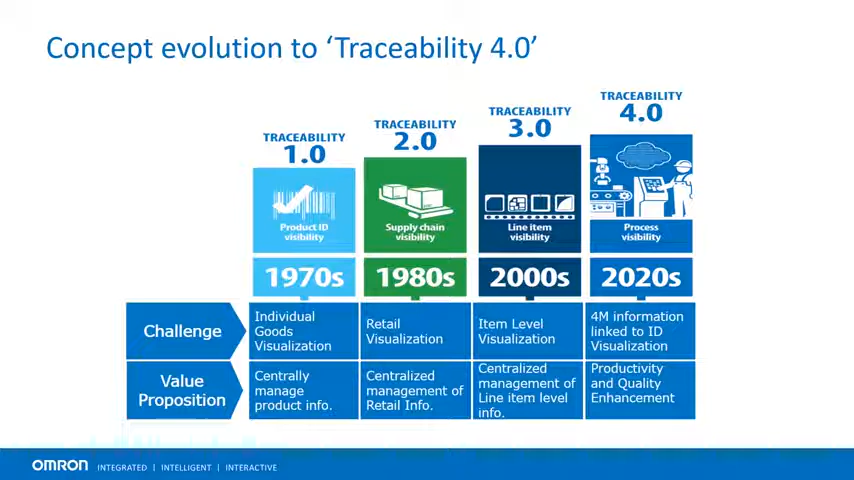 Concept evolution to ‘Traceability 4.0’
TRACEABILITY
1.0
TRACEABILITY
2.0
TRACEABILITY
3.0
TRACEABILITY
4.0
Product ID
visibility
Supply chain
visibility
Line item
visibility
Process
visibility
1970s
1980s
2000s
2020s
Challenge
Individual
Goods
Visualization
Retail
Visualization
Item Level
Visualization
4M information
linked to ID
Visualization
Value
Proposition
Centrally
manage
product info.
Centralized
management of
Retail Info.
Centralized
management of
Line item level
info.
Productivity
and Quality
Enhancement
OMRON
INTEGRATED | INTELLIGENT | INTERACTIVE